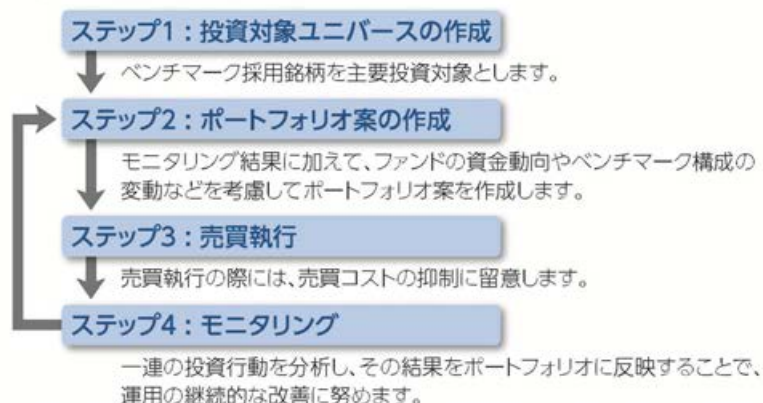 ステップ1：投資対象ユニバースの作成
ベンチマーク採用銘柄を主要投資対象とします。
ステップ2：ポートフォリオ案の作成
モニタリング結果に加えて、ファンドの資金動向やベンチマーク構成の
変動などを考慮してポートフォリオ案を作成します。
ステップ3：売買執行
売買執行の際には、売買コストの抑制に留意します。
ステップ4：モニタリング
一連の投資行動を分析し、その結果をポートフォリオに反映することで、
運用の継続的な改善に努めます。